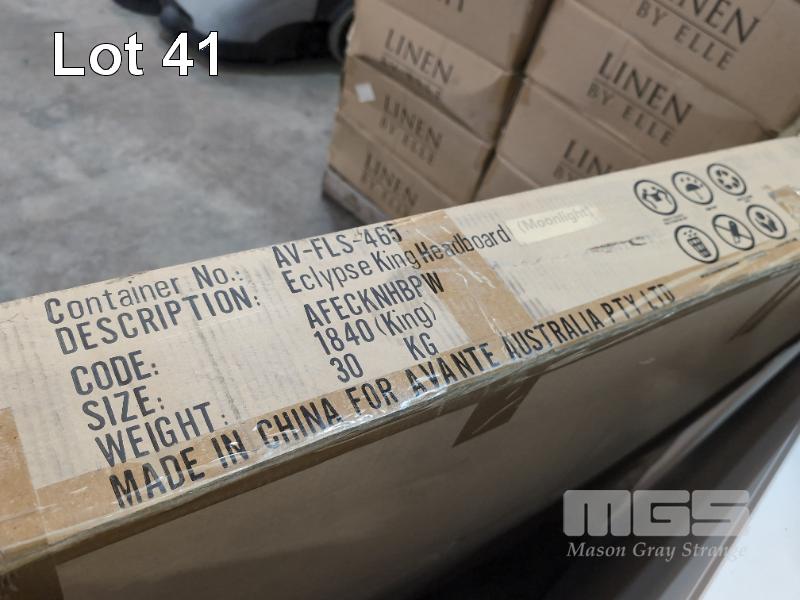 Lot 41
LINEN
BY ELLE
LINEN
BY ELLE
LINEN
BY ELLE
LINEN
BY ELLE
LINEN
BY ELLE
Container No.: AV-FLS-465
DESCRIPTION: Eclypse King Headboard (Moonlight)
CODE: AFECKNHBPW
SIZE: 1840 (King)
WEIGHT: 30 KG
MADE IN CHINA FOR AVANTE AUSTRALIA PTY LTD
MGS
Mason Gray Strange